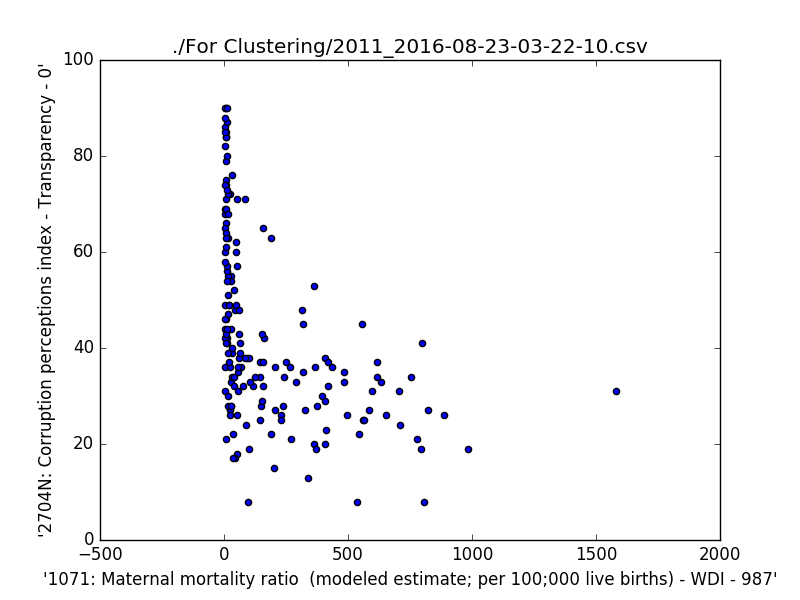 ./For Clustering/2011_2016-08-23-03-22-10.csv
'2704N: Corruption perceptions index - Transparency - 0'
100
80
60
40
20
0
−500 0 500 1000 1500 2000
'1071: Maternal mortality ratio  (modeled estimate; per 100;000 live births) - WDI - 987'